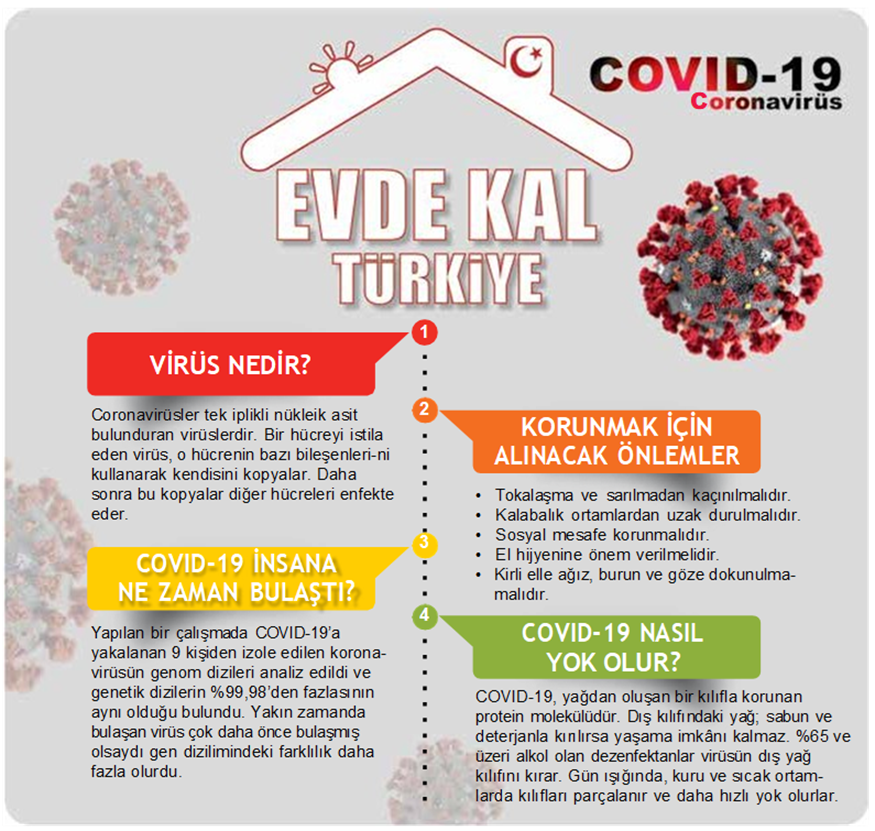 COVID-19
Coronavirüs
EVDE KAL
TÜRKİYE
1
VİRÜS NEDİR?
Coronavirüsler tek iplikli nükleik asit
bulunduran virüslerdir. Bir hücreyi istila
eden virüs, o hücrenin bazı bileşenleri-ni
kullanarak kendisini kopyalar. Daha
sonra bu kopyalar diğer hücreleri enfekte
eder.
2
KORUNMAK İÇİN
ALINACAK ÖNLEMLER
• Tokalaşma ve sarılmadan kaçınılmalıdır.
• Kalabalık ortamlardan uzak durulmalıdır.
• Sosyal mesafe korunmalıdır.
• El hijyenine önem verilmelidir.
• Kirli elle ağız, burun ve göze dokunulma-
malıdır.
3
COVID-19 İNSANA
NE ZAMAN BULAŞTI?
Yapılan bir çalışmada COVID-19'a
yakalanan 9 kişiden izole edilen korona-
virüsün genom dizileri analiz edildi ve
genetik dizilerin %99,98'den fazlasının
aynı olduğu bulundu. Yakın zamanda
bulaşan virüs çok daha önce bulaşmış
olsaydı gen dizilimindeki farklılık daha
fazla olurdu.
4
COVID-19 NASIL
YOK OLUR?
COVID-19, yağdan oluşan bir kılıfla korunan
protein molekülüdür. Dış kılıfındaki yağ; sabun ve
deterjanla kırılırsa yaşama imkânı kalmaz. %65 ve
üzeri alkol olan dezenfektanlar virüsün dış yağ
kılıfını kırar. Gün ışığında, kuru ve sıcak ortam-
larda kılıfları parçalanır ve daha hızlı yok olurlar.